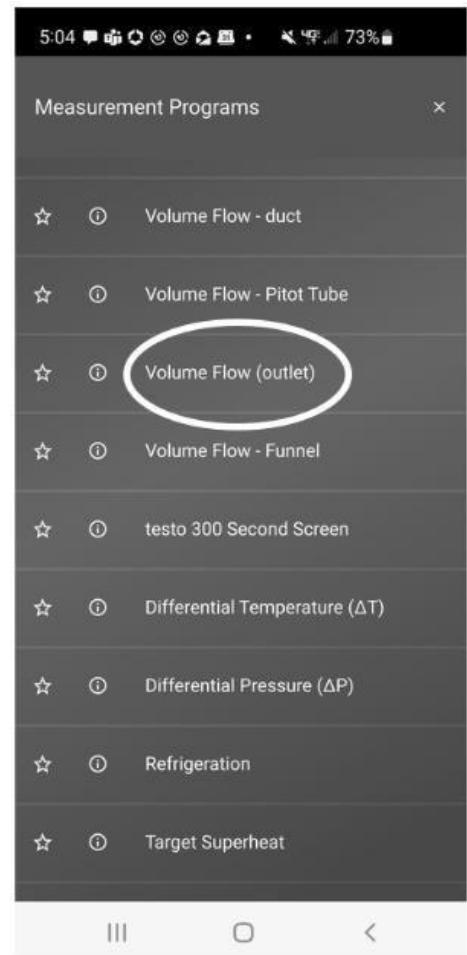 5:04 73%
Measurement Programs ×
Volume Flow - duct
Volume Flow - Pitot Tube
Volume Flow (outlet)
Volume Flow - Funnel
testo 300 Second Screen
Differential Temperature (ΔT)
Differential Pressure (ΔP)
Refrigeration
Target Superheat